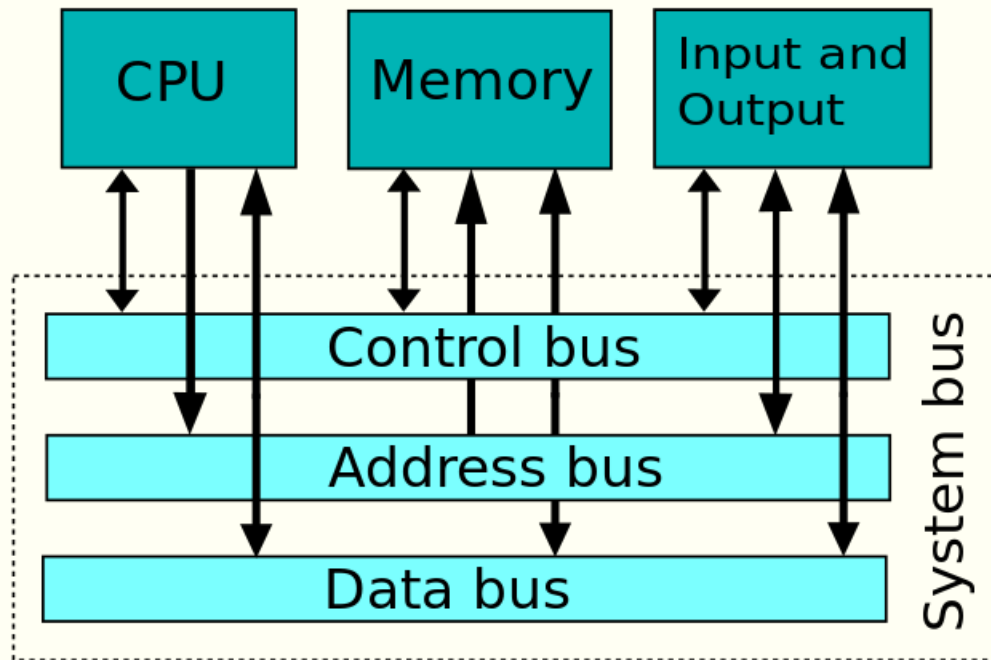 CPU
Memory
Input and
Output
Control bus
Address bus
Data bus
System bus